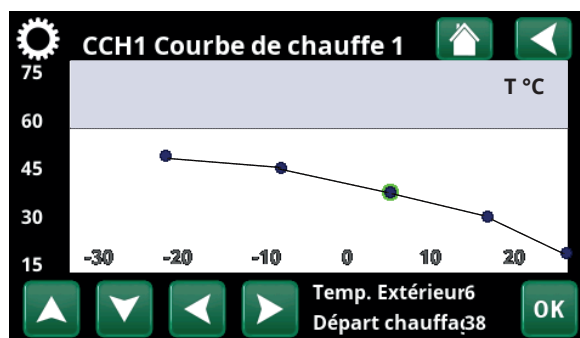 CCH1 Courbe de chauffe 1
75
T °C
60
45
30
15
-30 -20 -10 0 10 20
Temp. Extérieur6
Départ chauffag38
OK